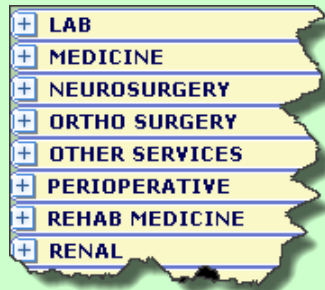 LAB
MEDICINE
NEUROSURGERY
ORTHO SURGERY
OTHER SERVICES
PERIOPERATIVE
REHAB MEDICINE
RENAL